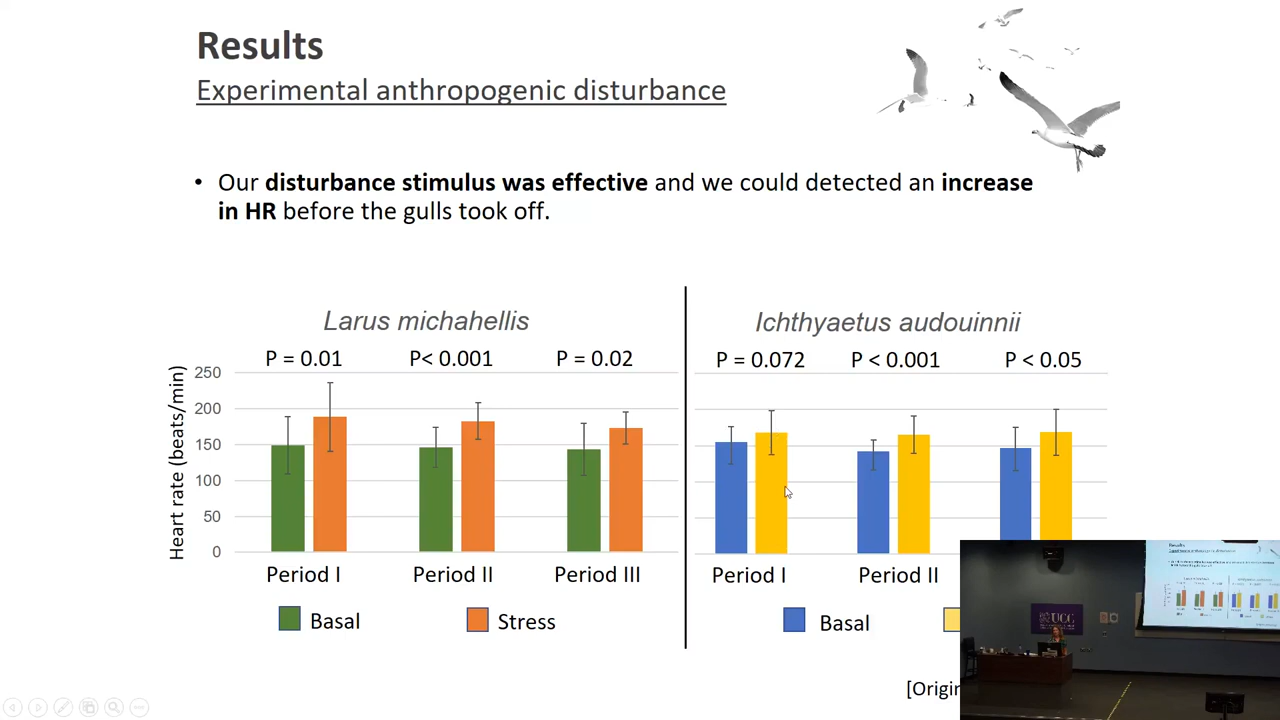 Results
Experimental anthropogenic disturbance
• Our disturbance stimulus was effective and we could detected an increase
in HR before the gulls took off.
Larus michahellis
P = 0.01 P< 0.001 P = 0.02
Heart rate (beats/min)
250
200
150
100
50
0
Period I Period II Period III
Basal Stress
Ichthyaetus audouinnii
P = 0.072 P < 0.001 P < 0.05
Period I Period II
Basal
[Origin
UCC
Results